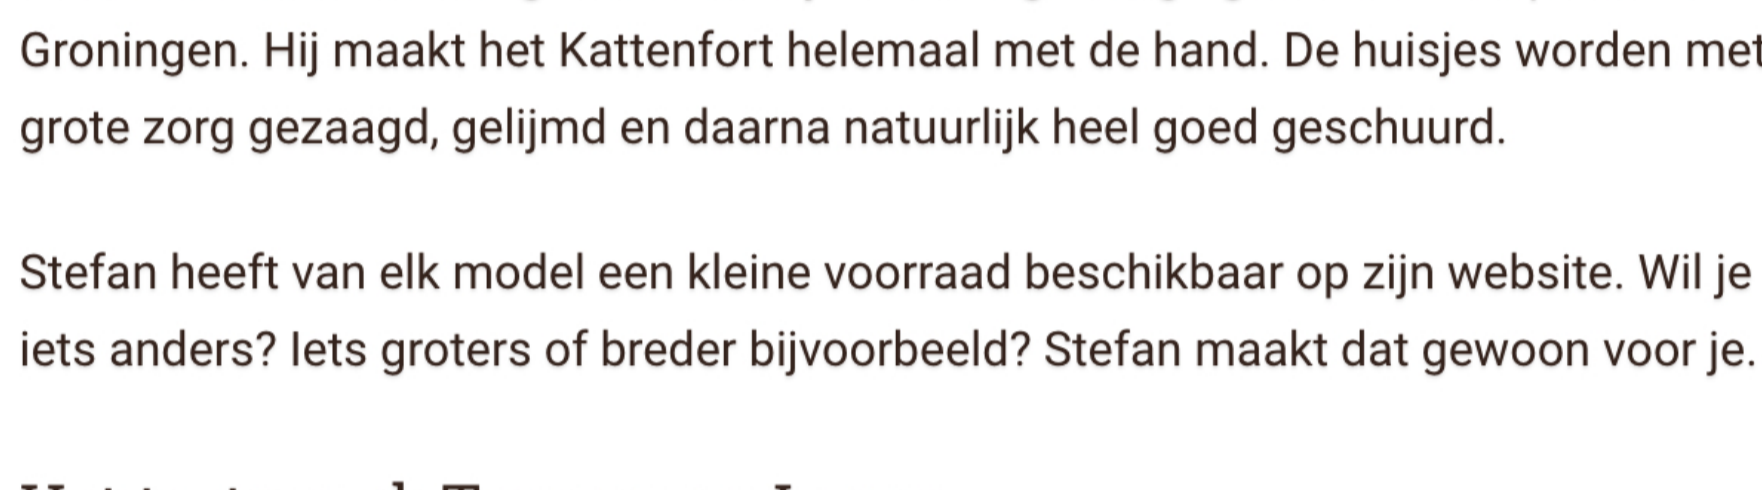 Groningen. Hij maakt het Kattenfort helemaal met de hand. De huisjes worden met
grote zorg gezaagd, gelijmd en daarna natuurlijk heel goed geschuurd.
Stefan heeft van elk model een kleine voorraad beschikbaar op zijn website. Wil je
iets anders? Iets groters of breder bijvoorbeeld? Stefan maakt dat gewoon voor je.